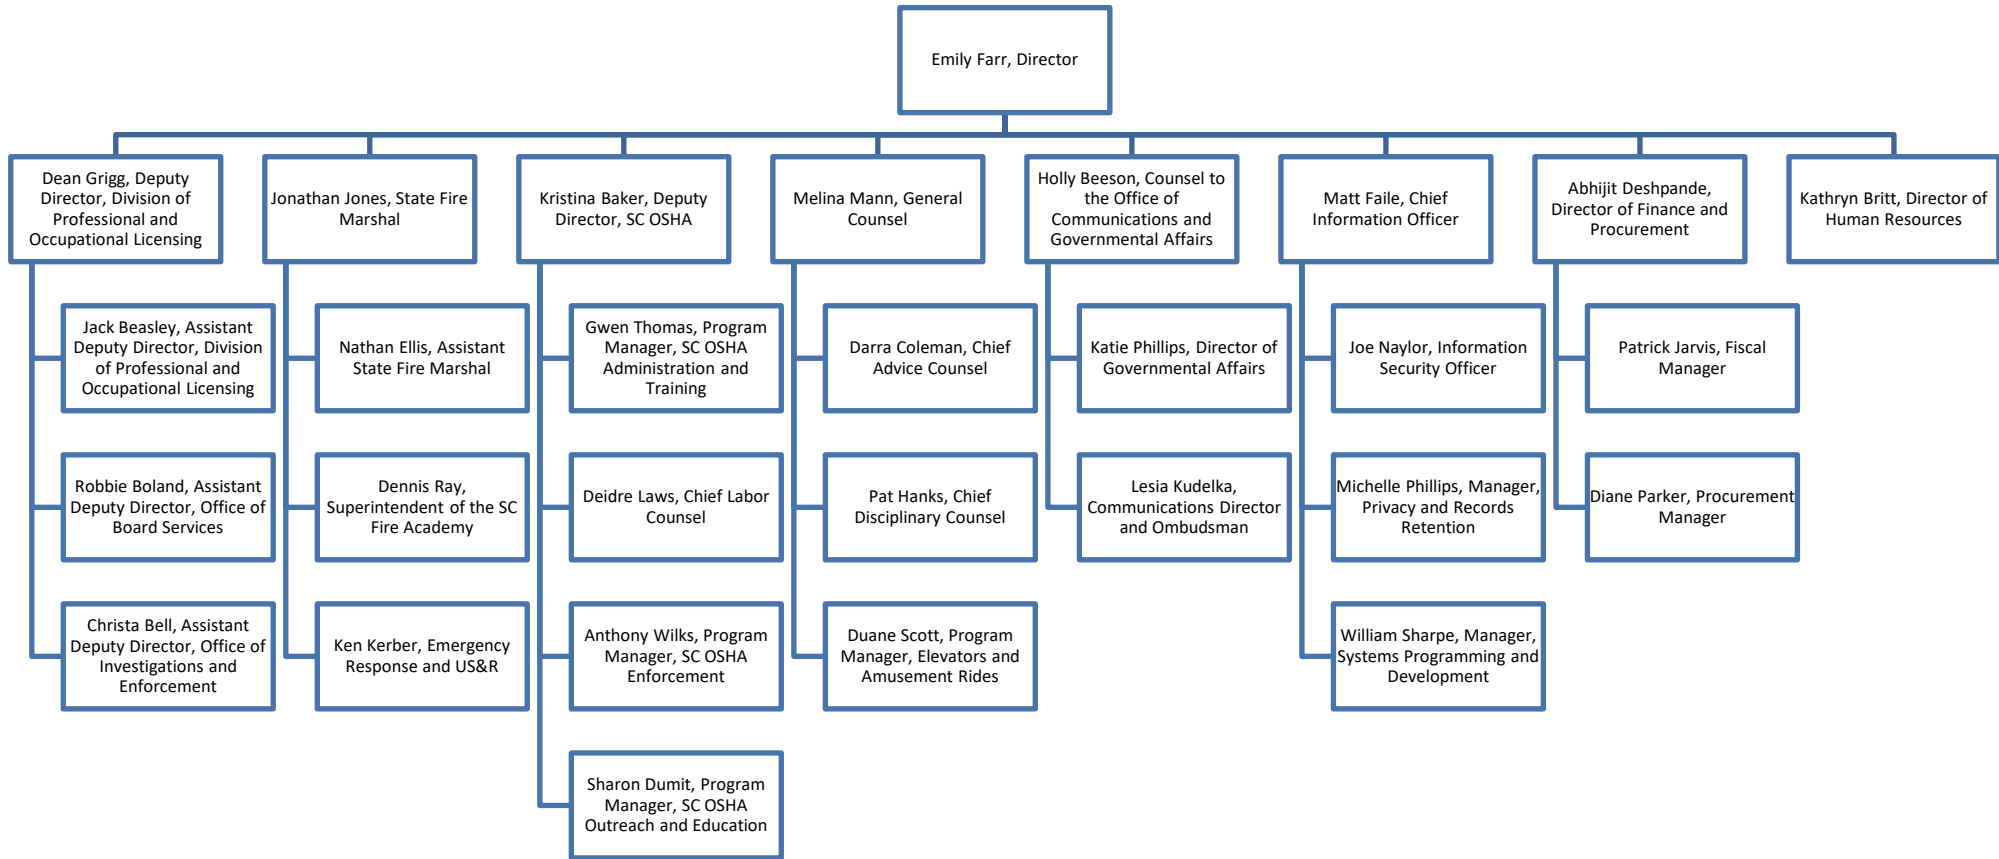 Emily Farr, Director
Dean Grigg, Deputy
Director, Division of
Professional and
Occupational Licensing
Jonathan Jones, State Fire
Marshal
Kristina Baker, Deputy
Director, SC OSHA
Melina Mann, General
Counsel
Holly Beeson, Counsel to
the Office of
Communications and
Governmental Affairs
Matt Faile, Chief
Information Officer
Abhijit Deshpande,
Director of Finance and
Procurement
Kathryn Britt, Director of
Human Resources
Jack Beasley, Assistant
Deputy Director, Division
of Professional and
Occupational Licensing
Nathan Ellis, Assistant
State Fire Marshal
Gwen Thomas, Program
Manager, SC OSHA
Administration and
Training
Darra Coleman, Chief
Advice Counsel
Katie Phillips, Director of
Governmental Affairs
Joe Naylor, Information
Security Officer
Patrick Jarvis, Fiscal
Manager
Robbie Boland, Assistant
Deputy Director, Office of
Board Services
Dennis Ray,
Superintendent of the SC
Fire Academy
Deidre Laws, Chief Labor
Counsel
Pat Hanks, Chief
Disciplinary Counsel
Lesia Kudelka,
Communications Director
and Ombudsman
Michelle Phillips, Manager,
Privacy and Records
Retention
Diane Parker, Procurement
Manager
Christa Bell, Assistant
Deputy Director, Office of
Investigations and
Enforcement
Ken Kerber, Emergency
Response and US&R
Anthony Wilks, Program
Manager, SC OSHA
Enforcement
Duane Scott, Program
Manager, Elevators and
Amusement Rides
William Sharpe, Manager,
Systems Programming and
Development
Sharon Dumit, Program
Manager, SC OSHA
Outreach and Education